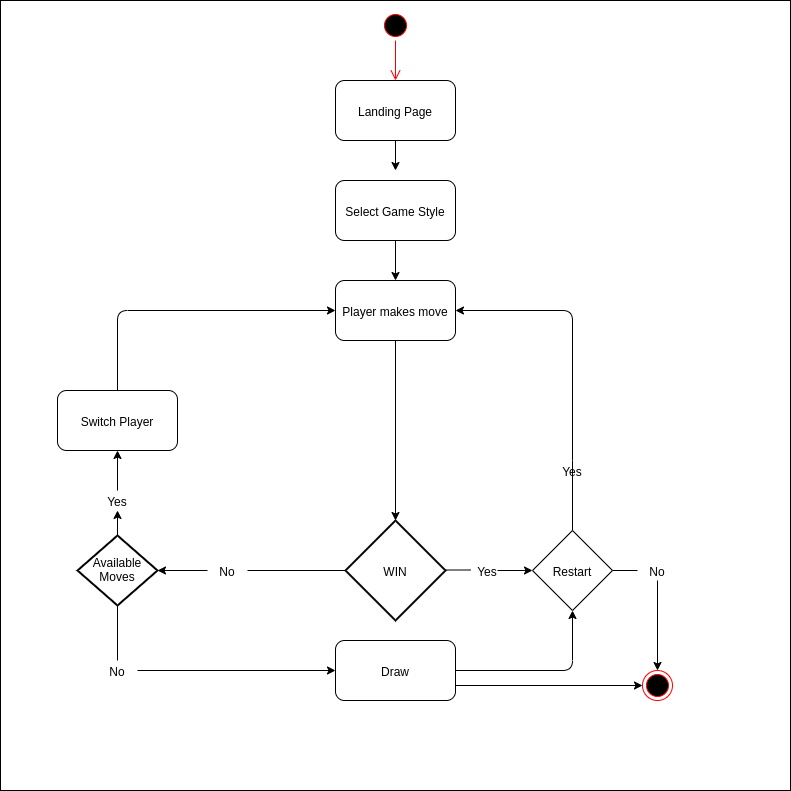 Landing Page
Select Game Style
Player makes move
Switch Player
Yes
Yes
Available
Moves
No
WIN
Yes
Restart
No
No
Draw